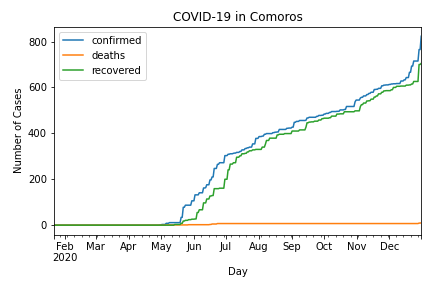 COVID-19 in Comoros
confirmed
deaths
recovered
Number of Cases
800
600
400
200
0
Feb Mar Apr May Jun Jul Aug Sep Oct Nov Dec
2020
Day